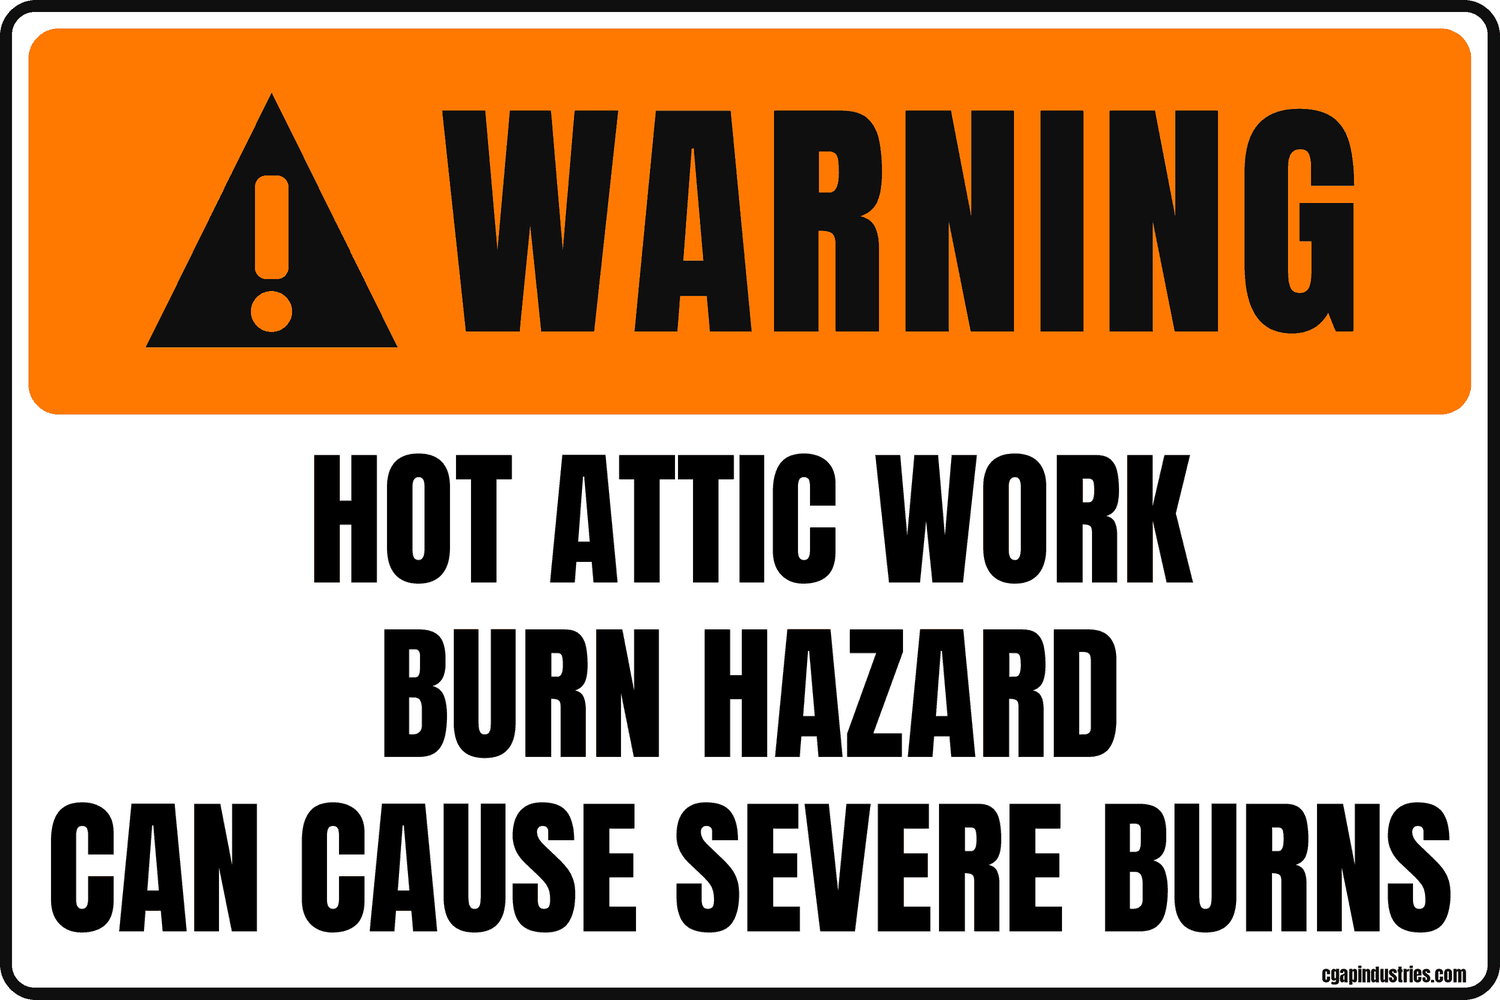 WARNING
HOT ATTIC WORK
BURN HAZARD
CAN CAUSE SEVERE BURNS
cgapindustries.com